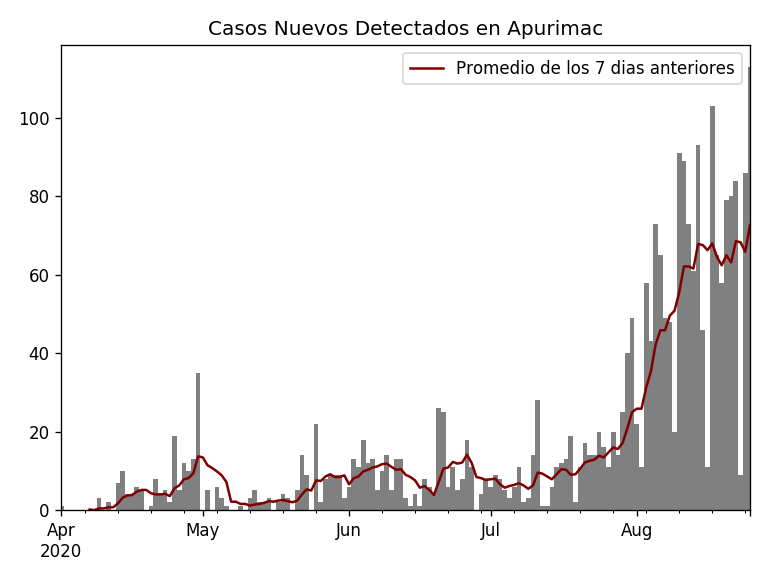 Casos Nuevos Detectados en Apurimac
Promedio de los 7 dias anteriores
100
80
60
40
20
0
Apr
May
Jun
Jul
Aug
2020